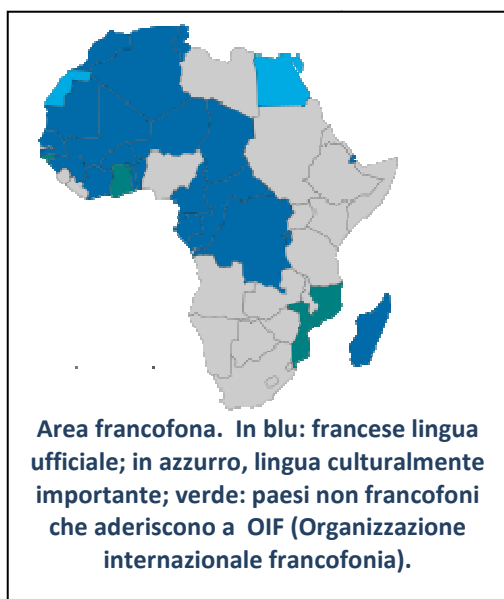 Area francofona. In blu: francese lingua
ufficiale; in azzurro, lingua culturalmente
importante; verde: paesi non francofoni
che aderiscono a OIF (Organizzazione
internazionale francofonia).